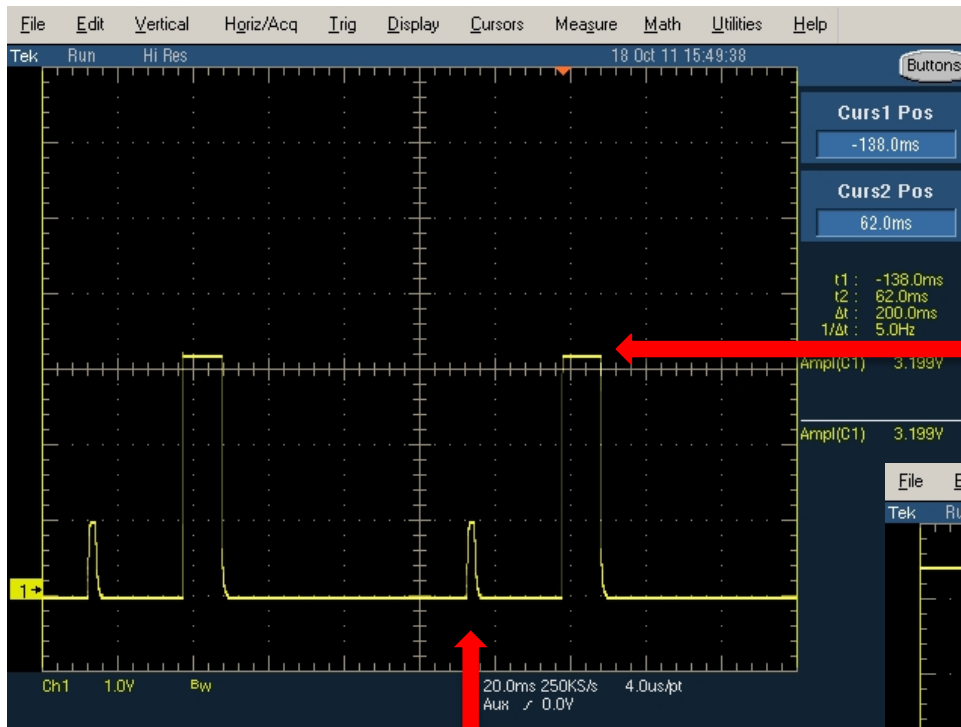 File Edit Vertical Horiz/Acq Trig Display Cursors Measure Math Utilities Help
Tek Run Hi Res 18 Oct 11 15:49:38
Buttons
Curs1 Pos
-138.0ms
Curs2 Pos
62.0ms
t1 : -138.0ms
t2 : 62.0ms
Δt : 200.0ms
1/Δt : 5.0Hz
Ampl(C1) 3.199V
Ampl(C1) 3.199V
1
Ch1 1.0V Bw 20.0ms 250KS/s 4.0us/pt
Aux 0.0V
File
Tek